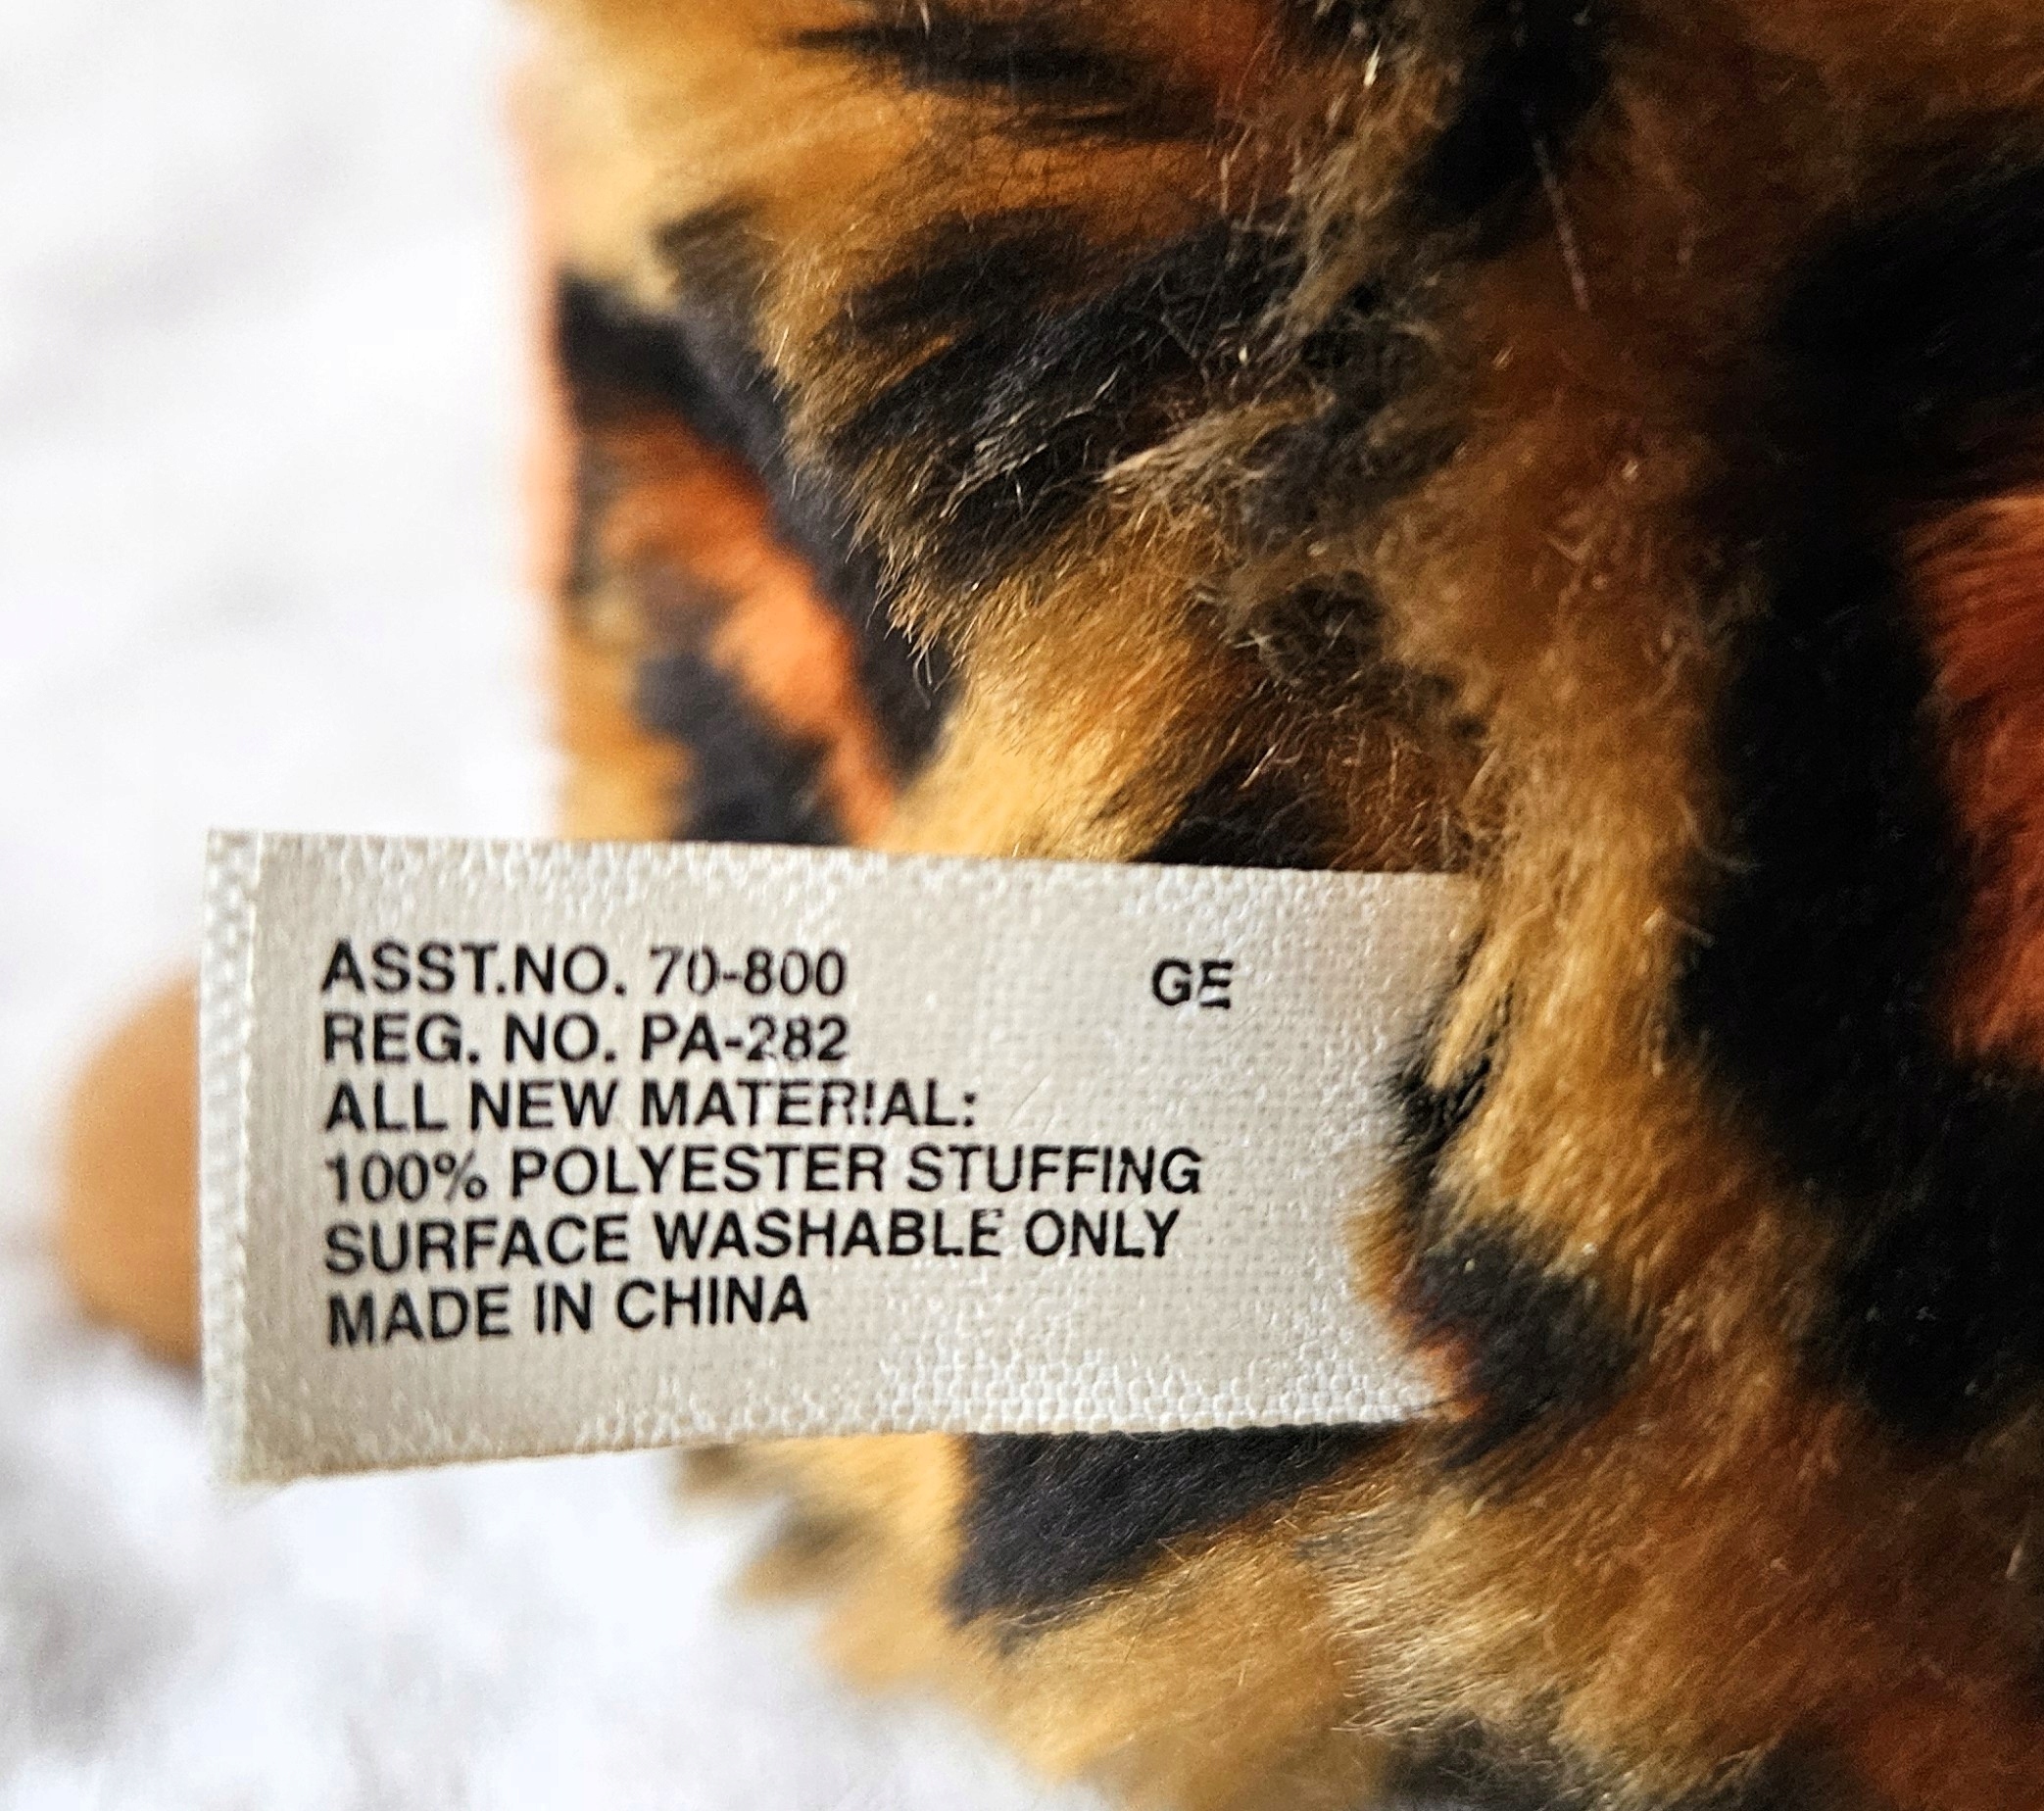 ASST.NO. 70-800 GE
REG. NO. PA-282
ALL NEW MATERIAL:
100% POLYESTER STUFFING
SURFACE WASHABLE ONLY
MADE IN CHINA